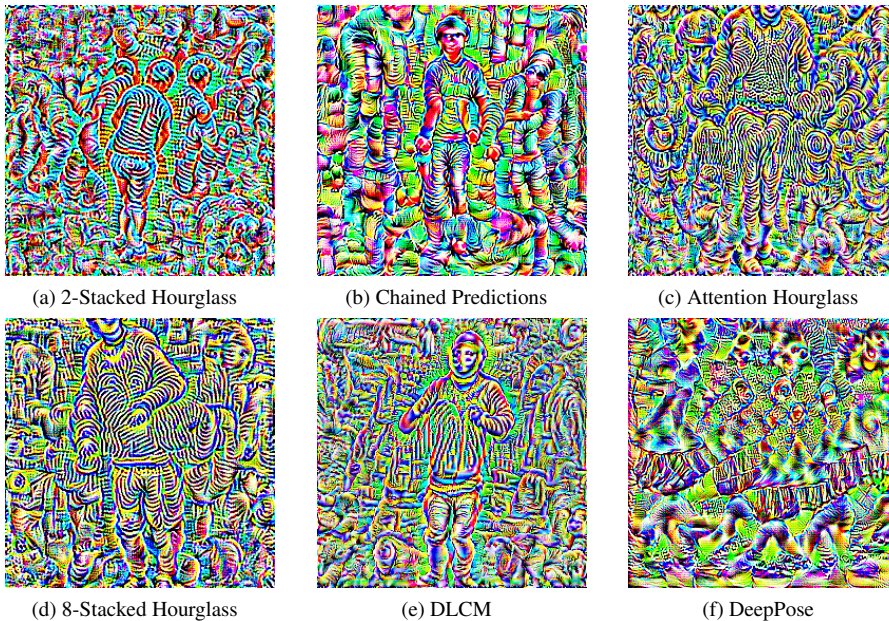 (a) 2-Stacked Hourglass
(b) Chained Predictions
(c) Attention Hourglass
(d) 8-Stacked Hourglass
(e) DLCM
(f) DeepPose